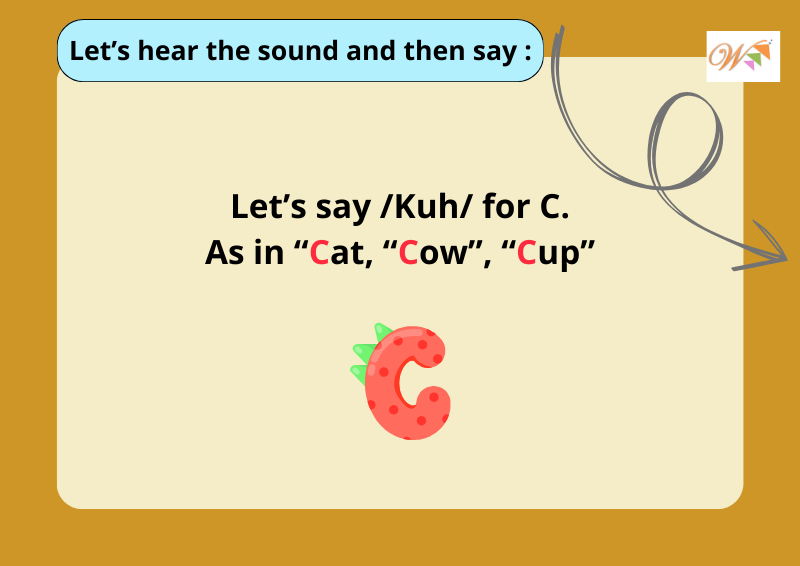 Let’s hear the sound and then say :
W
Let’s say /Kuh/ for C.
As in “Cat, “Cow”, “Cup”
C